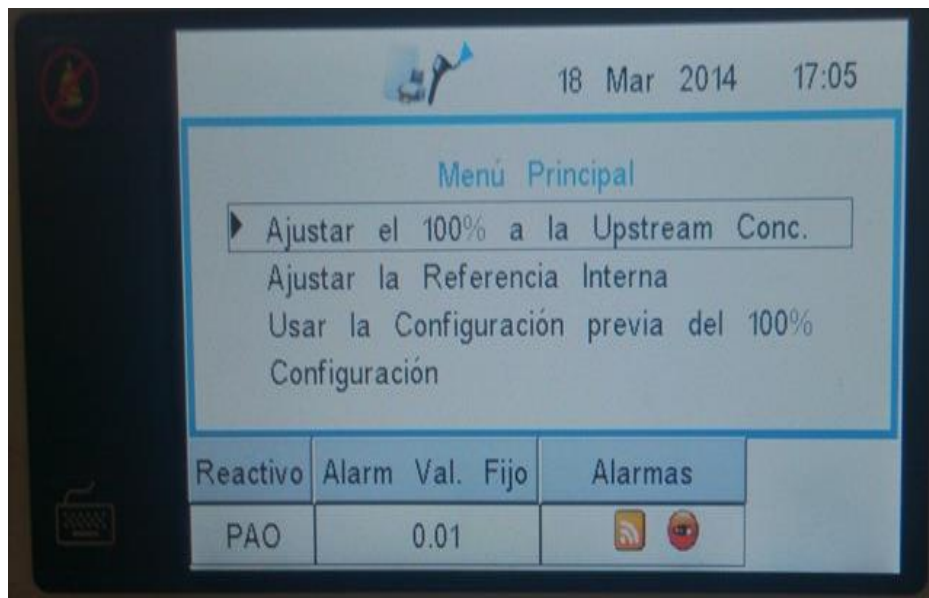 18 Mar 2014 17:05
Menú Principal
Ajustar el 100% a la Upstream Conc.
Ajustar la Referencia Interna
Usar la Configuración previa del 100%
Configuración
Reactivo Alarm Val. Fijo Alarmas
PAO 0.01